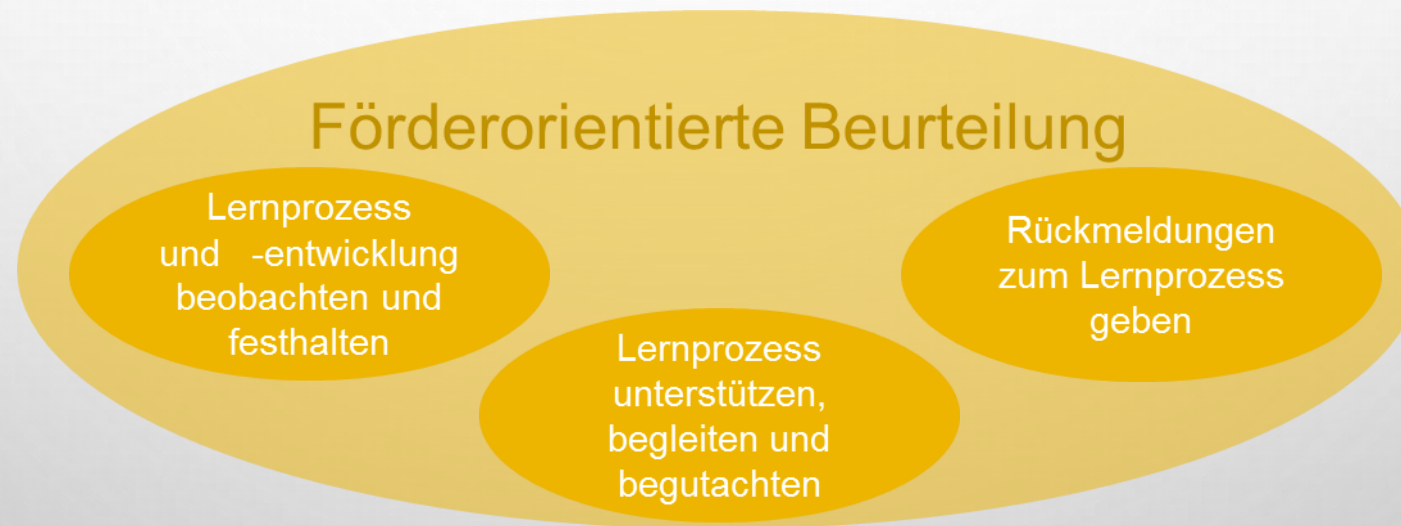 Förderorientierte Beurteilung
Lernprozess
und -entwicklung
beobachten und
festhalten
Lernprozess
unterstützen,
begleiten und
begutachten
Rückmeldungen
zum Lernprozess
geben